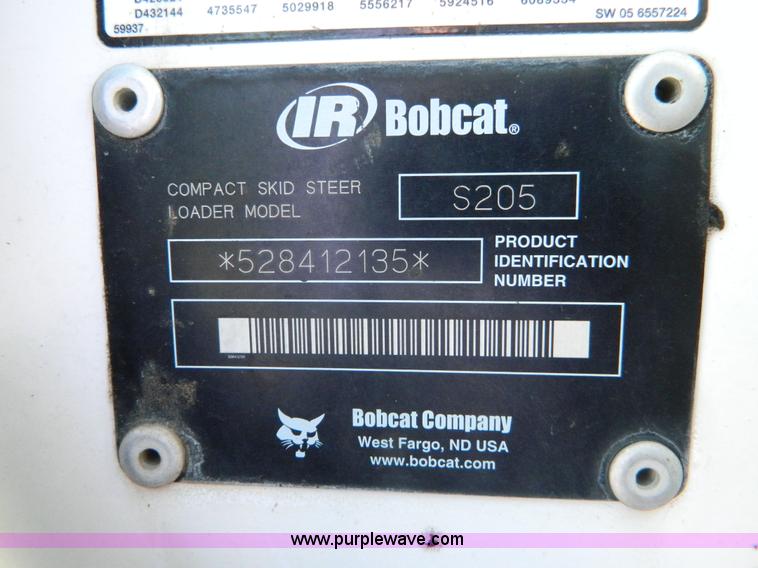 D432144 4735547 5029918 5556217 5924516 SW 05 6557224
59937
IR Bobcat®
COMPACT SKID STEER
LOADER MODEL
S205
*528412135*
PRODUCT
IDENTIFICATION
NUMBER
Bobcat Company
West Fargo, ND USA
www.bobcat.com
www.purplewave.com